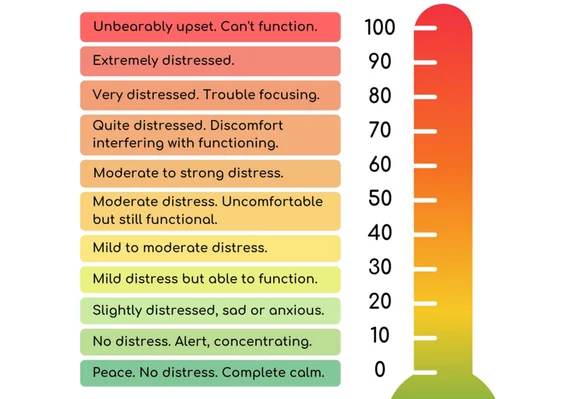 Unbearably upset. Can't function.
100
Extremely distressed.
90
Very distressed. Trouble focusing.
80
Quite distressed. Discomfort
interfering with functioning.
70
Moderate to strong distress.
60
Moderate distress. Uncomfortable
but still functional.
50
Mild to moderate distress.
40
Mild distress but able to function.
30
Slightly distressed, sad or anxious.
20
No distress. Alert, concentrating.
10
Peace. No distress. Complete calm.
0